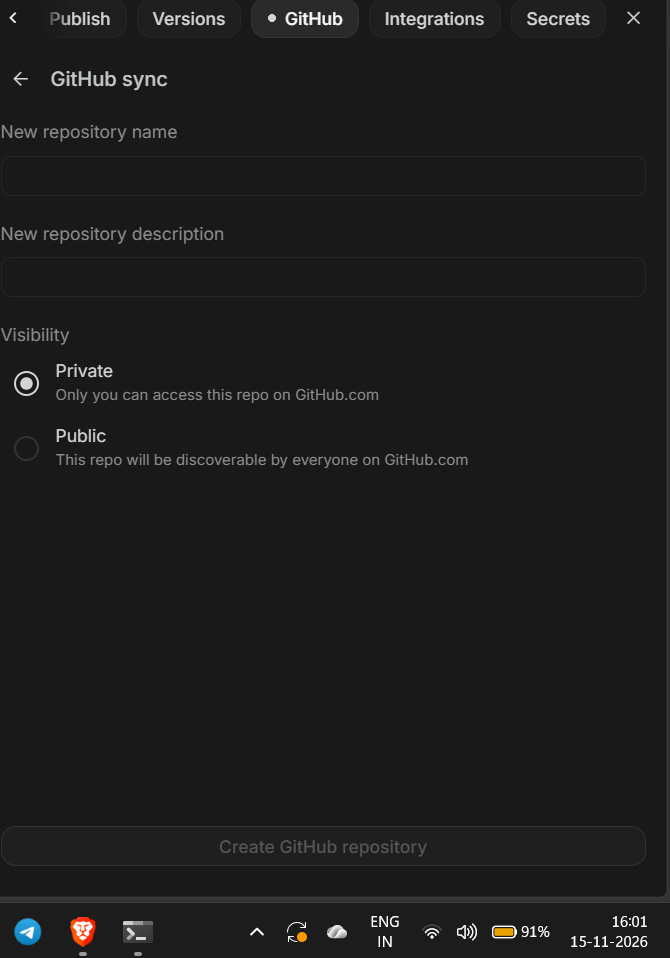 Publish
Versions
GitHub
Integrations
Secrets
GitHub sync
New repository name
New repository description
Visibility
Private
Only you can access this repo on GitHub.com
Public
This repo will be discoverable by everyone on GitHub.com
Create GitHub repository
ENG
IN
91%
16:01
15-11-2026